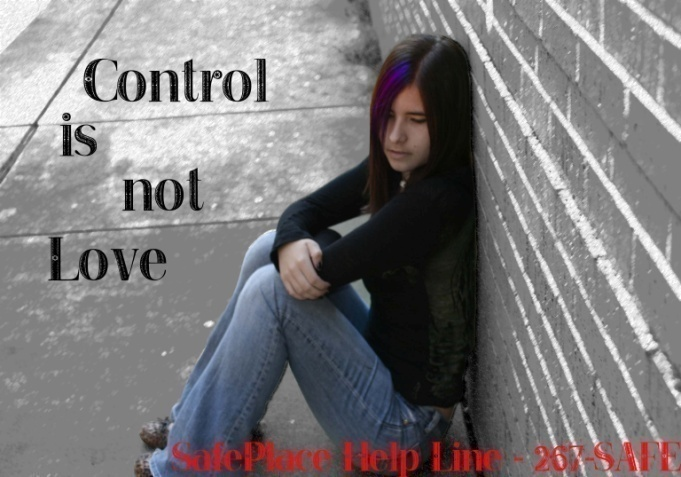 Control
is
not
Love
SafePlace Help Line - 267-SAFE